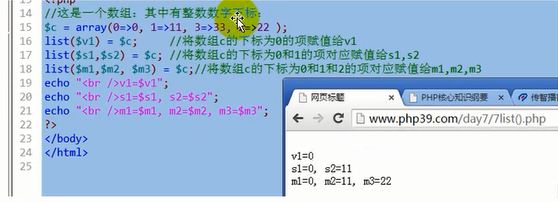 <?php
14 //这是一个数组：其中有整数数字下标：
15 $c = array(0=>0, 1=>11, 3=>33, =>22 );
16 list($v1) = $c; //将数组c的下标为0的项赋值给v1
17 list($s1,$s2) = $c; //将数组c的下标为0和1的项对应赋值给s1,s2
18 list($m1,$m2, $m3) = $c;//将数组c的下标为0和1和2的项对应赋值给m1,m2,m3
19 echo "<br />v1=$v1";
20 echo "<br />s1=$s1, s2=$s2";
21 echo "<br />m1=$m1, m2=$m2, m3=$m3";
22 ?>
23 </body>
24 </html>
25
网页标题
PHP核心知识纲要
传智播
www.php39.com/day7/7list().php
v1=0
s1=0, s2=11
m1=0, m2=11, m3=22